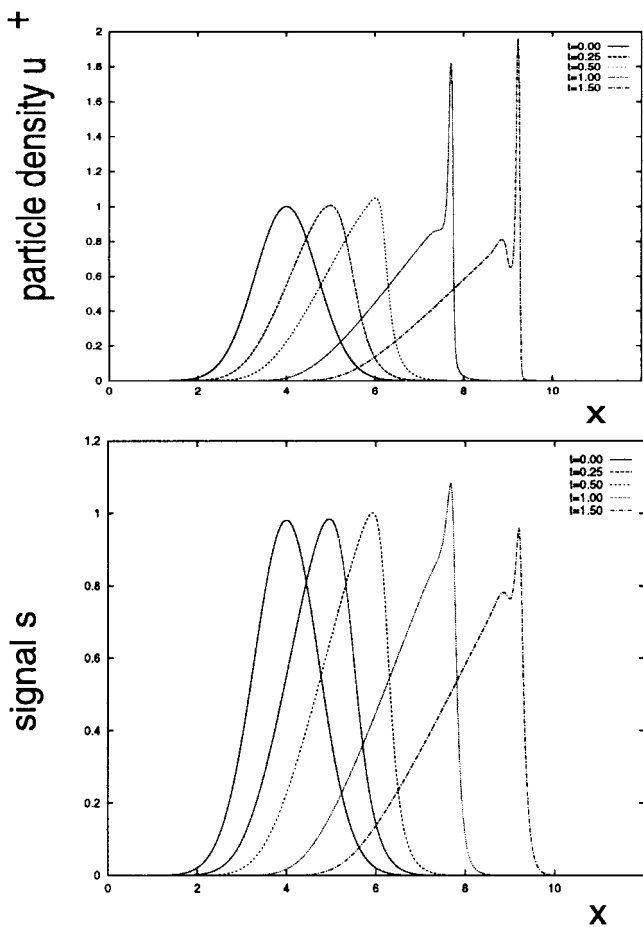 particle density u +
2
1.8
1.6
1.4
1.2
1
0.8
0.6
0.4
0.2
0
0 2 4 6 8 10
X
t=0.00
t=0.25
t=0.50
t=1.00
t=1.50
signal s
1.2
1
0.8
0.6
0.4
0.2
0
0 2 4 6 8 10
X
t=0.00
t=0.25
t=0.50
t=1.00
t=1.50